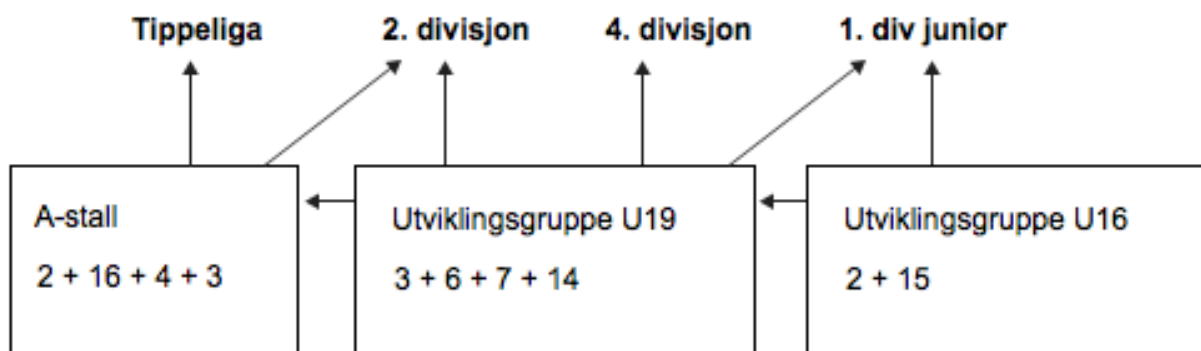 Tippeliga 2. divisjon 4. divisjon 1. div junior
A-stall
2 + 16 + 4 + 3
Utviklingsgruppe U19
3 + 6 + 7 + 14
Utviklingsgruppe U16
2 + 15